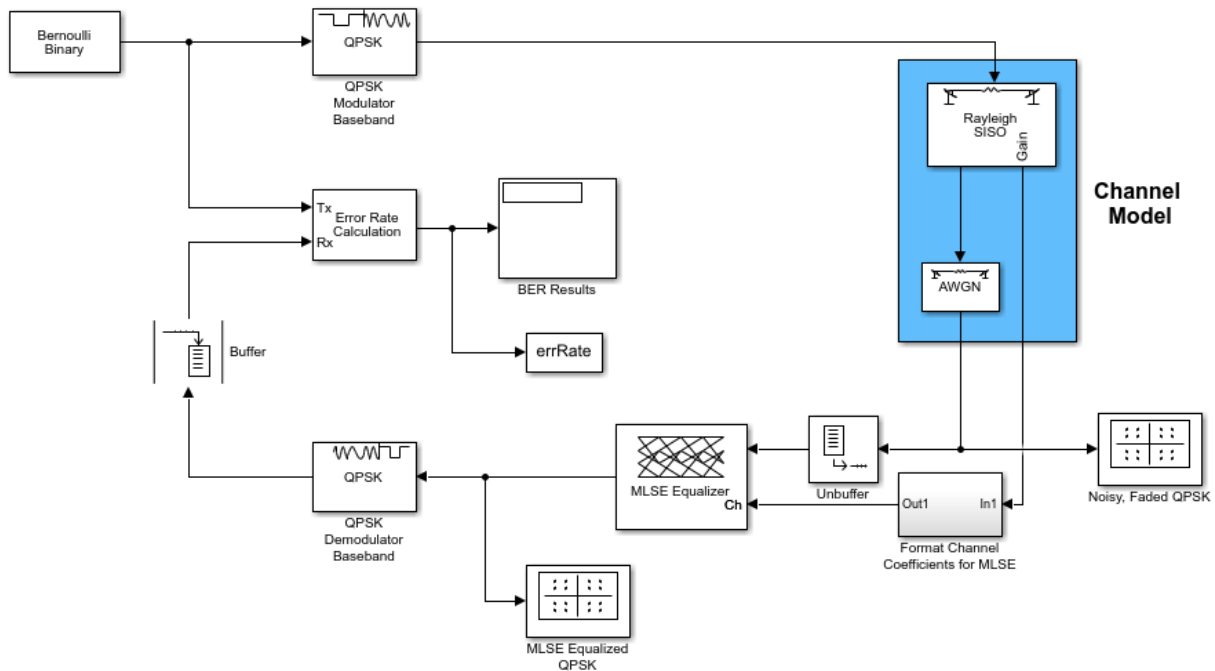 Bernoulli
Binary
QPSK
QPSK
Modulator
Baseband
Rayleigh
SISO
Gain
Channel
Model
Tx
Rx
Error Rate
Calculation
BER Results
AWGN
errRate
Buffer
QPSK
QPSK
Demodulator
Baseband
MLSE Equalizer
Ch
Unbuffer
Out1
In1
Format Channel
Coefficients for MLSE
Noisy, Faded QPSK
MLSE Equalized
QPSK